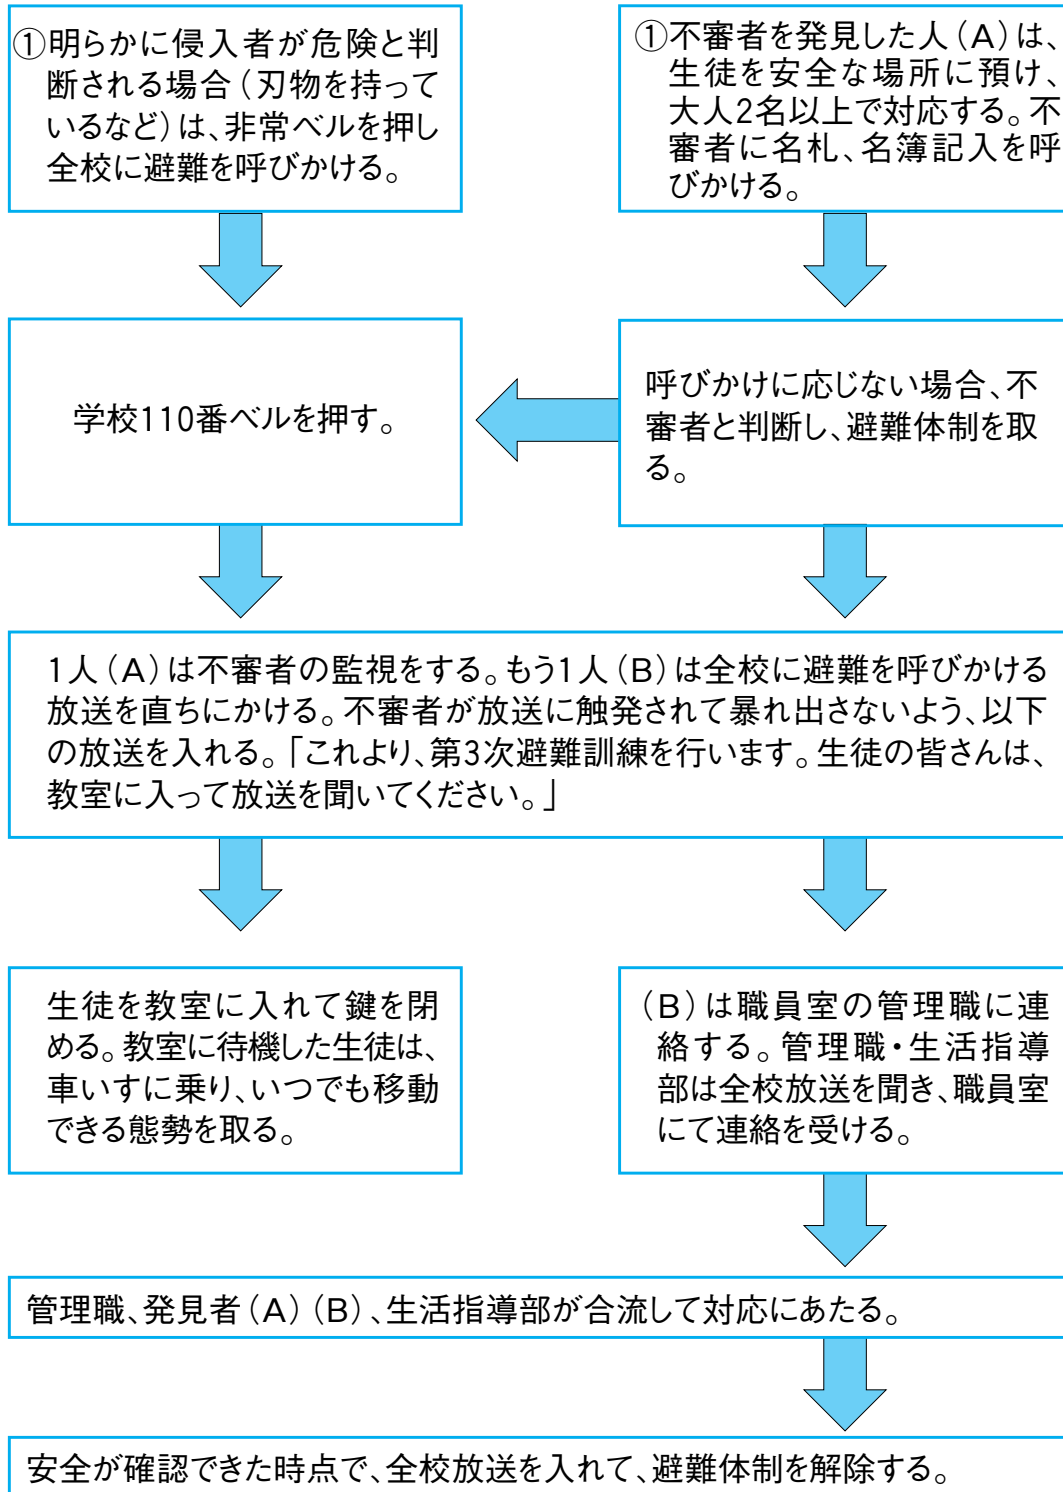 ①明らかに侵入者が危険と判
断される場合（刃物を持って
いるなど）は、非常ベルを押し
全校に避難を呼びかける。
①不審者を発見した人（A）は、
生徒を安全な場所に預け、
大人2名以上で対応する。不
審者に名札、名簿記入を呼
びかける。
学校110番ベルを押す。
呼びかけに応じない場合、不
審者と判断し、避難体制を取
る。
1人（A）は不審者の監視をする。もう1人（B）は全校に避難を呼びかける
放送を直ちにかける。不審者が放送に触発されて暴れ出さないよう、以下
の放送を入れる。「これより、第3次避難訓練を行います。生徒の皆さんは、
教室に入って放送を聞いてください。」
生徒を教室に入れて鍵を閉
める。教室に待機した生徒は、
車いすに乗り、いつでも移動
できる態勢を取る。
（B）は職員室の管理職に連
絡する。管理職・生活指導
部は全校放送を聞き、職員室
にて連絡を受ける。
管理職、発見者（A）（B）、生活指導部が合流して対応にあたる。
安全が確認できた時点で、全校放送を入れて、避難体制を解除する。